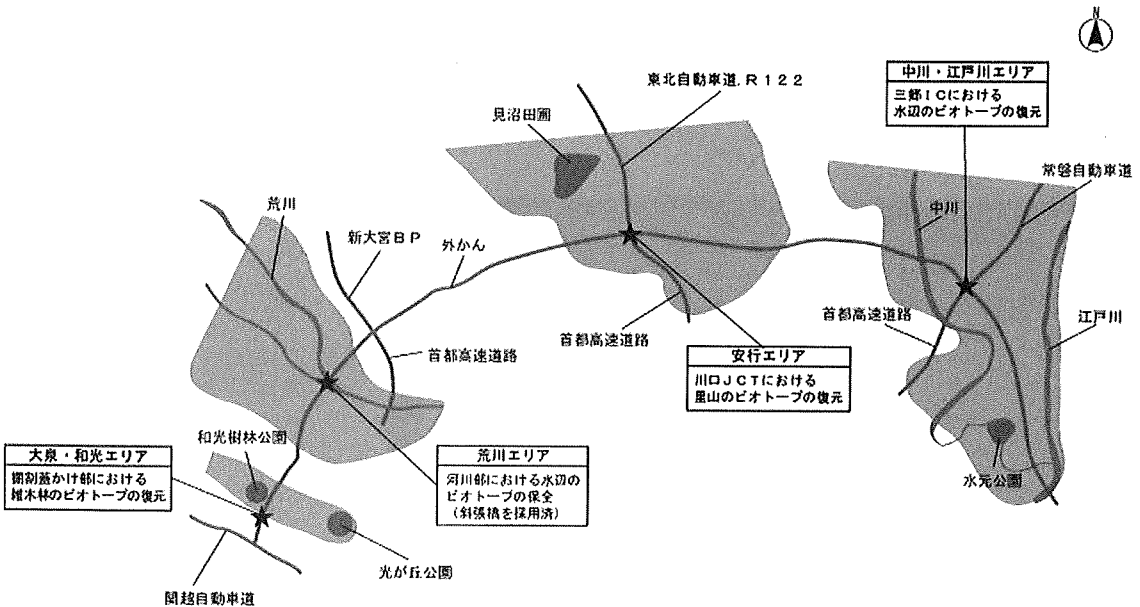 N
東北自動車道,R122
中川・江戸川エリア
三郷ICにおける
水辺のビオトープの復元
見沼田圃
常磐自動車道
荒川
中川
新大宮BP
外かん
首都高速道路
江戸川
首都高速道路
首都高速道路
安行エリア
川口JCTにおける
里山のビオトープの復元
和光樹林公園
大泉・和光エリア
掘割蓋かけ部における
雑木林のビオトープの復元
荒川エリア
河川部における水辺の
ビオトープの保全
(斜張橋を採用済)
水元公園
光が丘公園
関越自動車道